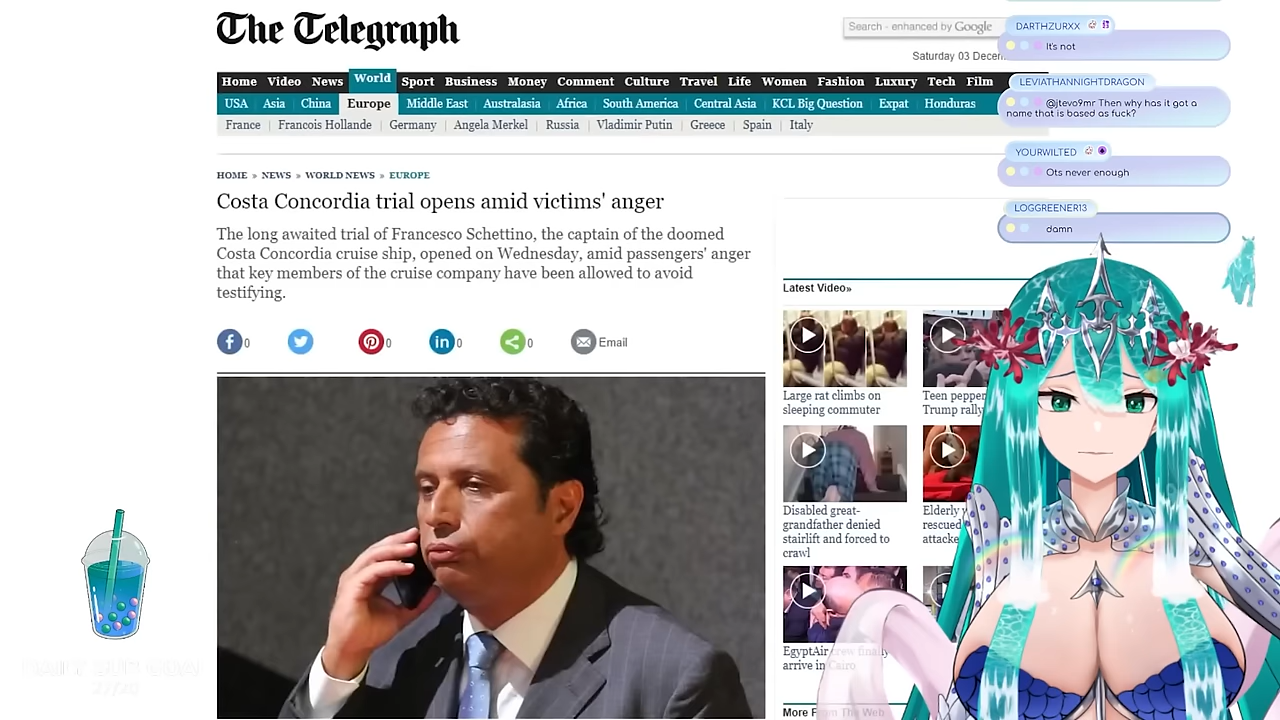 The Telegraph
Search - enhanced by Google
Saturday 03
Home Video News World Sport Business Money Comment Culture Travel Life Women Fashion Luxury Tech Film
USA Asia China Europe Middle East Australasia Africa South America Central Asia KCL Big Question Expat Honduras
France Francois Hollande Germany Angela Merkel Russia Vladimir Putin Greece Spain Italy
HOME » NEWS » WORLD NEWS » EUROPE
Costa Concordia trial opens amid victims' anger
The long awaited trial of Francesco Schettino, the captain of the doomed
Costa Concordia cruise ship, opened on Wednesday, amid passengers' anger
that key members of the cruise company have been allowed to avoid
testifying.
0 0 0 0 Email
Latest Video»
Large rat climbs on
sleeping commuter
Teen pepper
Trump rally
Disabled great-
grandfather denied
stairlift and forced to
crawl
Elderly
rescued
attacke
EgyptAir crew finally
arrive in Cairo
More From The Web
DARTHZURXX
It's not
LEVIATHANNIGHTDRAGON
@jtevo9mr Then why has it got a
name that is based as fuck?
YOURWILTED
Ots never enough
LOGGREENER13
damn